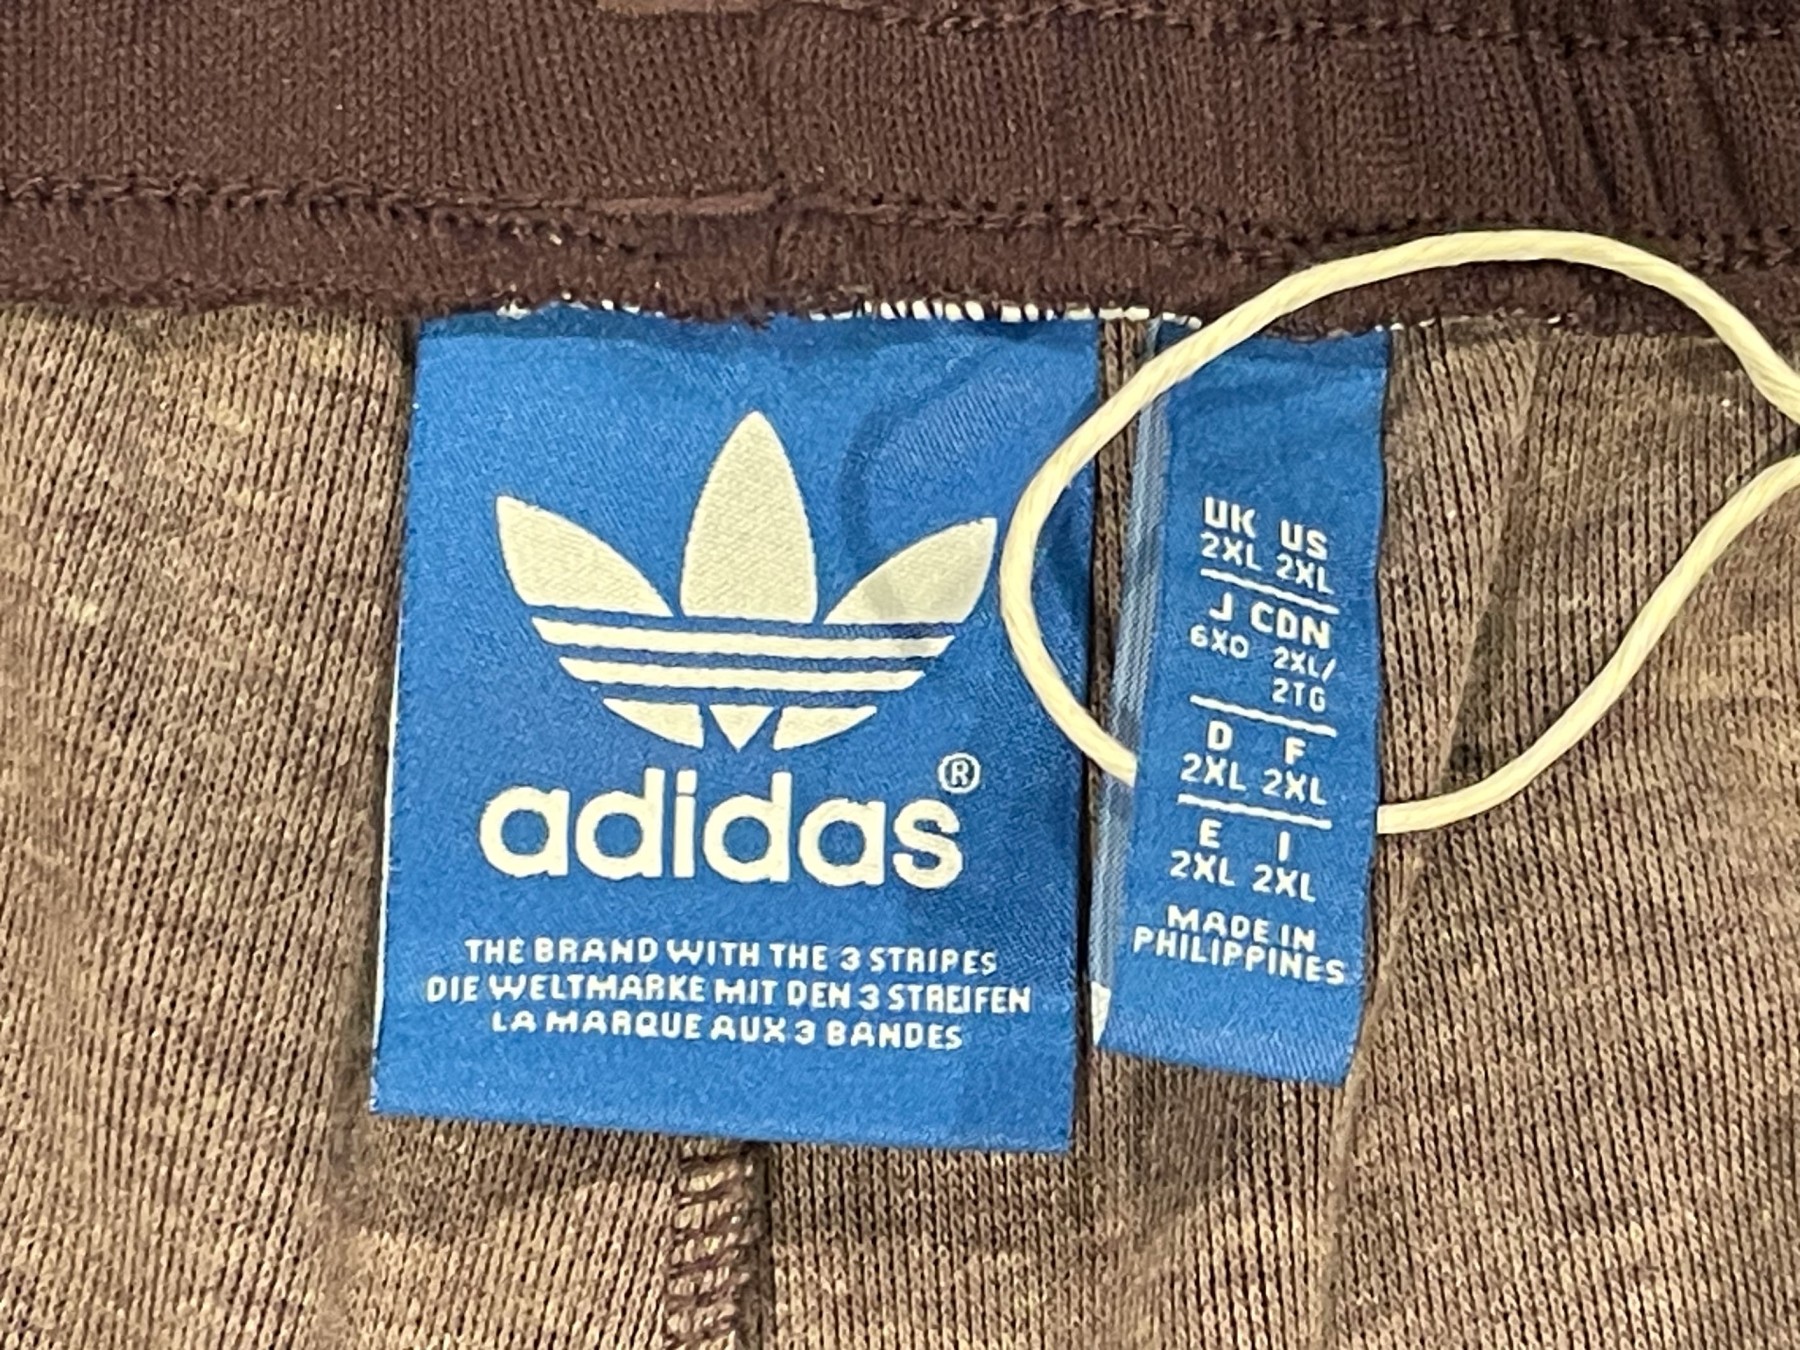 adidas®
THE BRAND WITH THE 3 STRIPES
DIE WELTMARKE MIT DEN 3 STREIFEN
LA MARQUE AUX 3 BANDES
UK US
2XL 2XL
J CDN
6XO 2XL/
2TG
D F
2XL 2XL
E I
2XL 2XL
MADE IN
PHILIPPINES